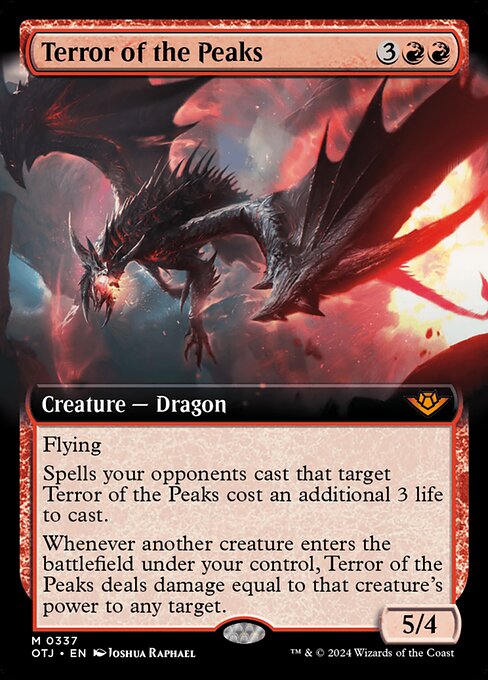 Terror of the Peaks 3
Creature — Dragon
Flying
Spells your opponents cast that target
Terror of the Peaks cost an additional 3 life
to cast.
Whenever another creature enters the
battlefield under your control, Terror of the
Peaks deals damage equal to that creature's
power to any target.
5/4
M 0337
OTJ • EN Joshua Raphael
™ & © 2024 Wizards of the Coast